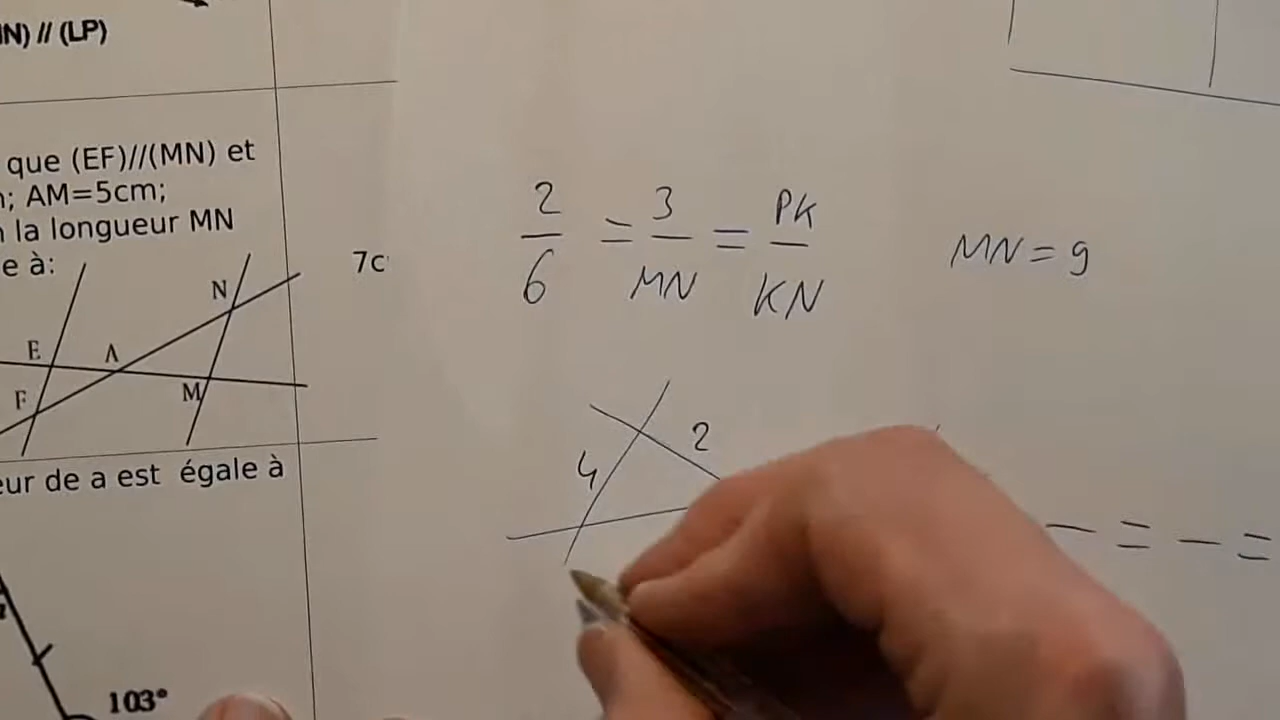 N) // (LP)
que (EF)//(MN) et
; AM=5cm;
la longueur MN
e à:
7c
N
E
A
M
F
eur de a est égale à
103°
2/6 = 3/MN = PK/KN
MN = 9
4
2
— = — =